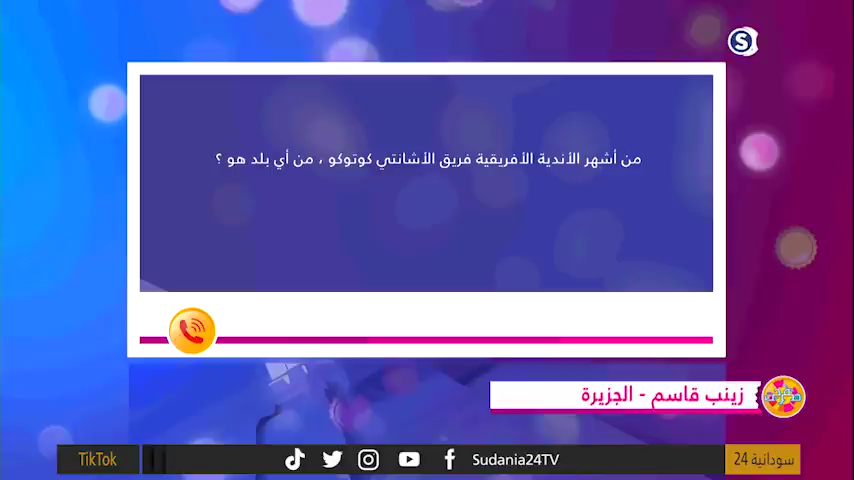 S
من أشهر الأندية الأفريقية فريق الأشانتي كوتوكو ، من أي بلد هو ؟
زينب قاسم - الجزيرة
TikTok
Sudania24TV
سودانية 24